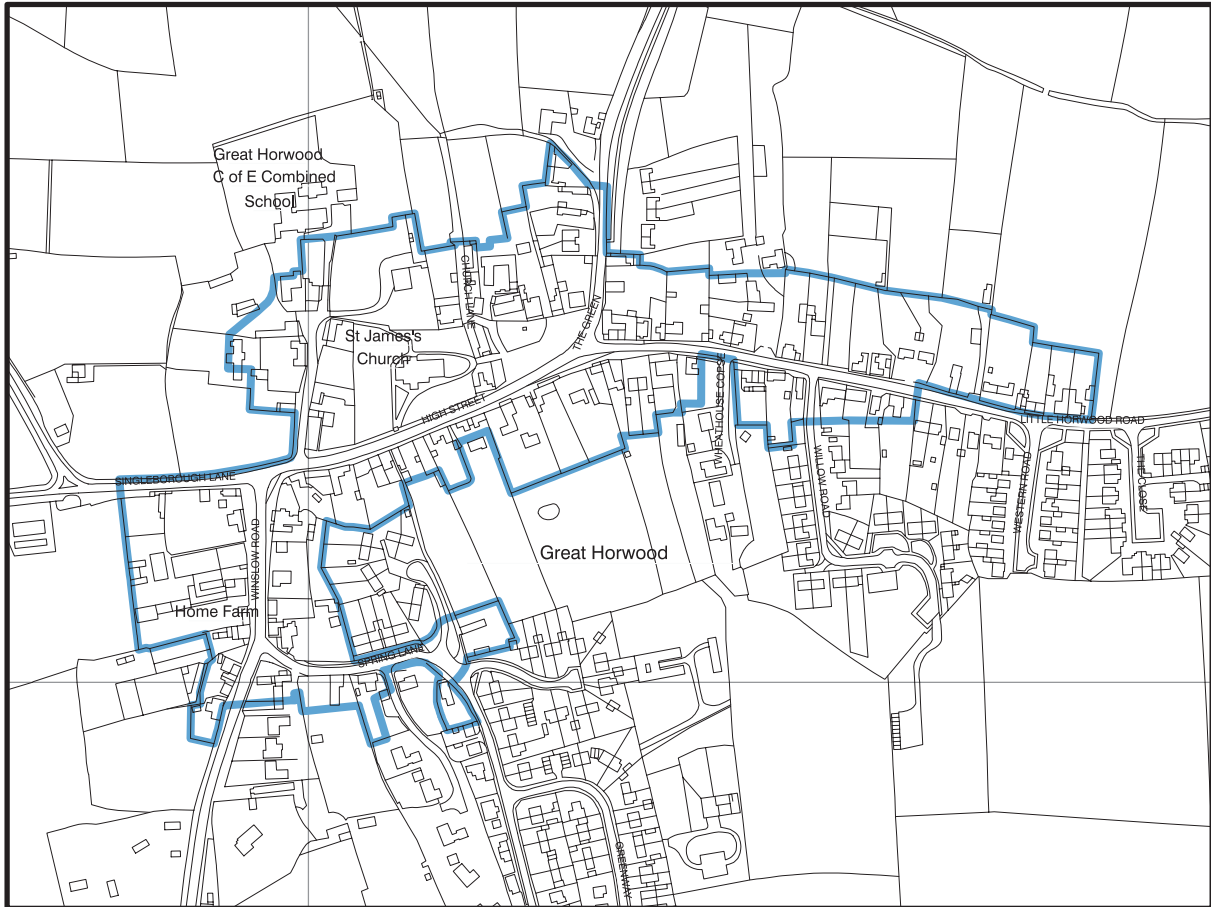 Great Horwood
C of E Combined
School
CHURCH LANE
THE GREEN
St James's
Church
HIGH STREET
WHEATHOUSE COPSE
LITTLE HORWOOD ROAD
WILLOW ROAD
WESTERN ROAD
THE CLOSE
SINGLEBOROUGH LANE
WINSLOW ROAD
Great Horwood
Home Farm
SPRING LANE
GREENWAY